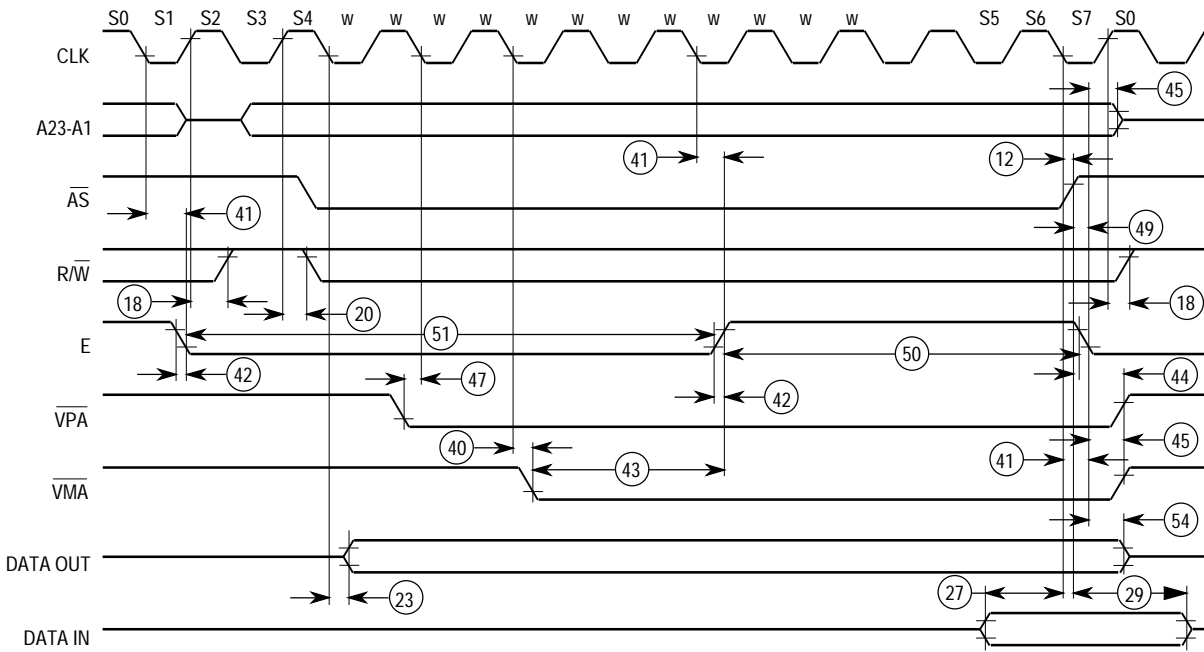 S0 S1 S2 S3 S4 w w w w w w w w w w w w S5 S6 S7 S0
CLK
45
A23-A1
41 12
AS
41
49
R/W
18 20 18
51
E
50
42 47 42 44
VPA
40 43 41 45
VMA
54
DATA OUT
23 27 29
DATA IN